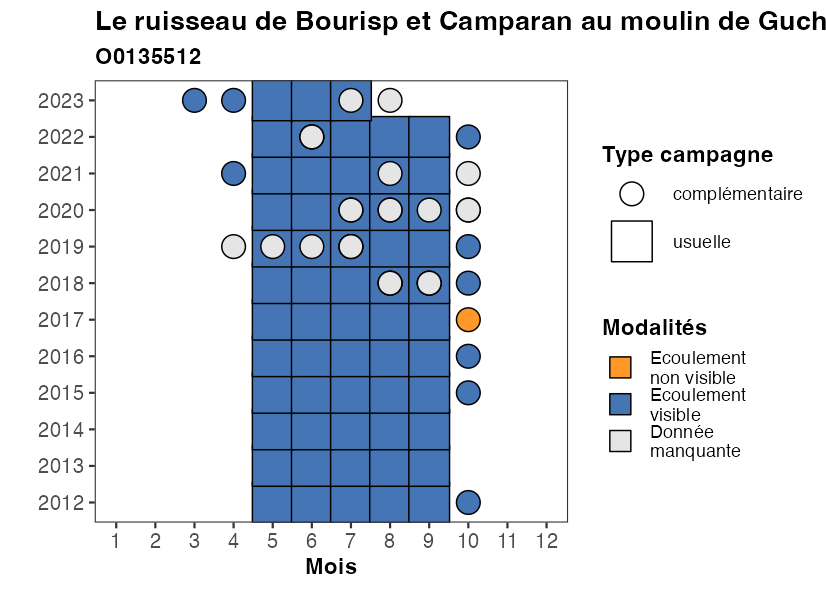 Le ruisseau de Bourisp et Camparan au moulin de Guch
O0135512
2023
2022
2021
2020
2019
2018
2017
2016
2015
2014
2013
2012
1 2 3 4 5 6 7 8 9 10 11 12
Mois
Type campagne
complémentaire
usuelle
Modalités
Ecoulement
non visible
Ecoulement
visible
Donnée
manquante